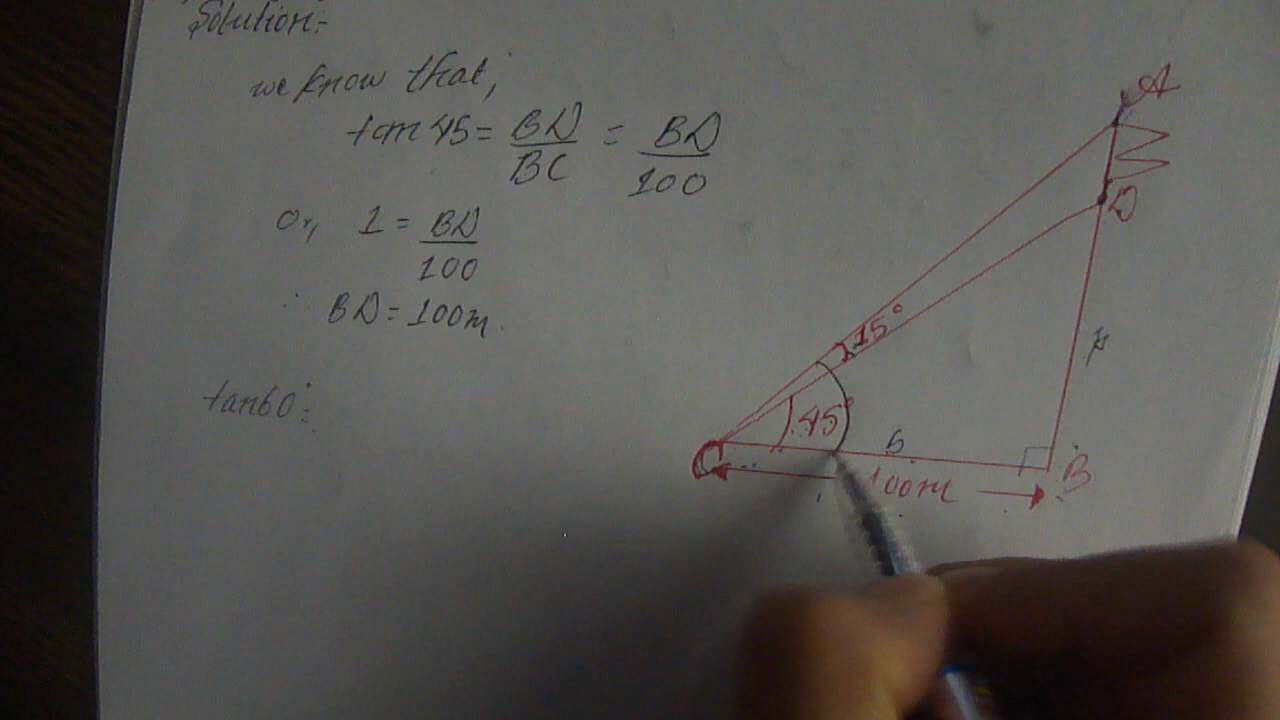 Solution:-
we know that,
tan 45 = BD/BC = BD/100
Or, 1 = BD/100
∴ BD = 100m.
tan60 =
A
D
15°
p
45°
b
C
B
100m